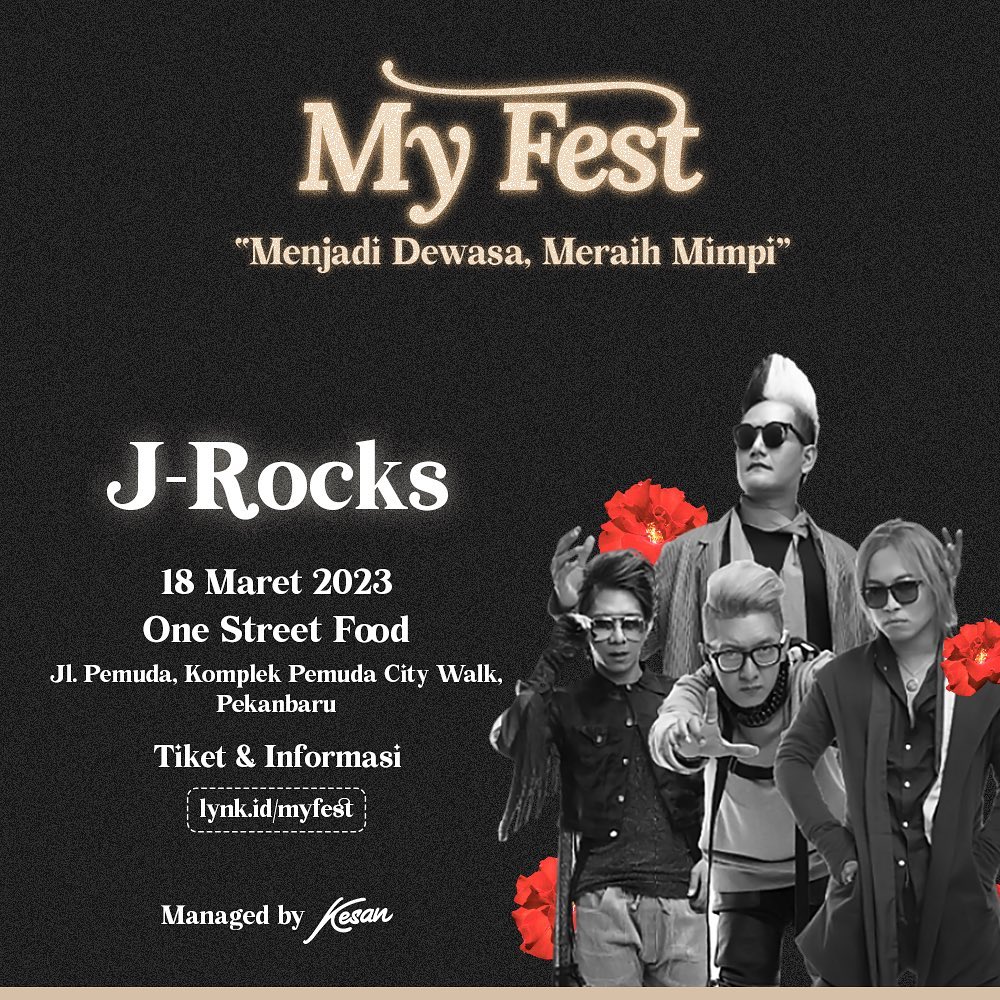 My Fest
“Menjadi Dewasa, Meraih Mimpi”
J-Rocks
18 Maret 2023
One Street Food
Jl. Pemuda, Komplek Pemuda City Walk,
Pekanbaru
Tiket & Informasi
lynk.id/myfest
Managed by Kesan